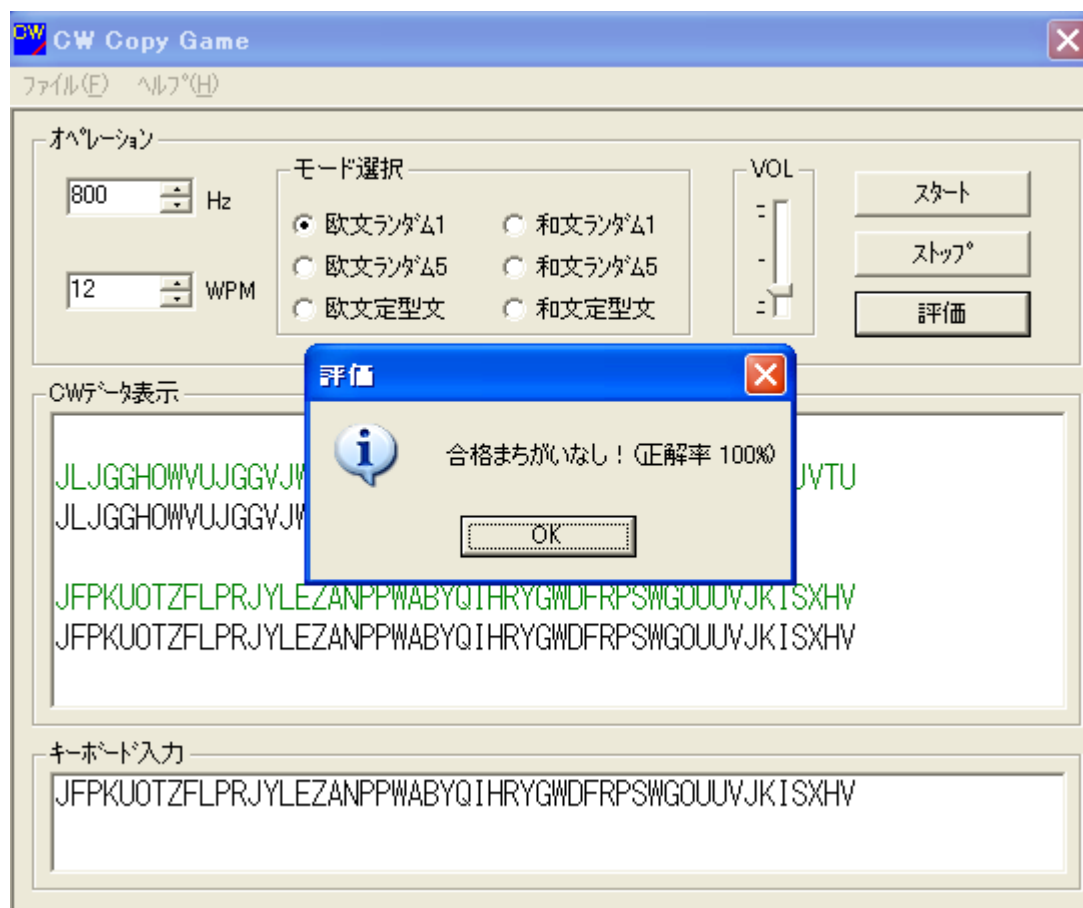 CW CW Copy Game
ファイル(F) ヘルプ(H)
オペレーション
800 Hz
12 WPM
モード選択
欧文ランダム1 和文ランダム1
欧文ランダム5 和文ランダム5
欧文定型文 和文定型文
VOL
スタート
ストップ
評価
CWデータ表示
JLJGGHOWVUJGGVJW
JVTU
JLJGGHOWVUJGGVJW
JFPKUOTZFLPRJYLEZANPPWABYQIHRYGWDFRPSWGOUUVJKISXHV
JFPKUOTZFLPRJYLEZANPPWABYQIHRYGWDFRPSWGOUUVJKISXHV
評価
合格まちがいなし！(正解率 100%)
OK
キーボード入力
JFPKUOTZFLPRJYLEZANPPWABYQIHRYGWDFRPSWGOUUVJKISXHV